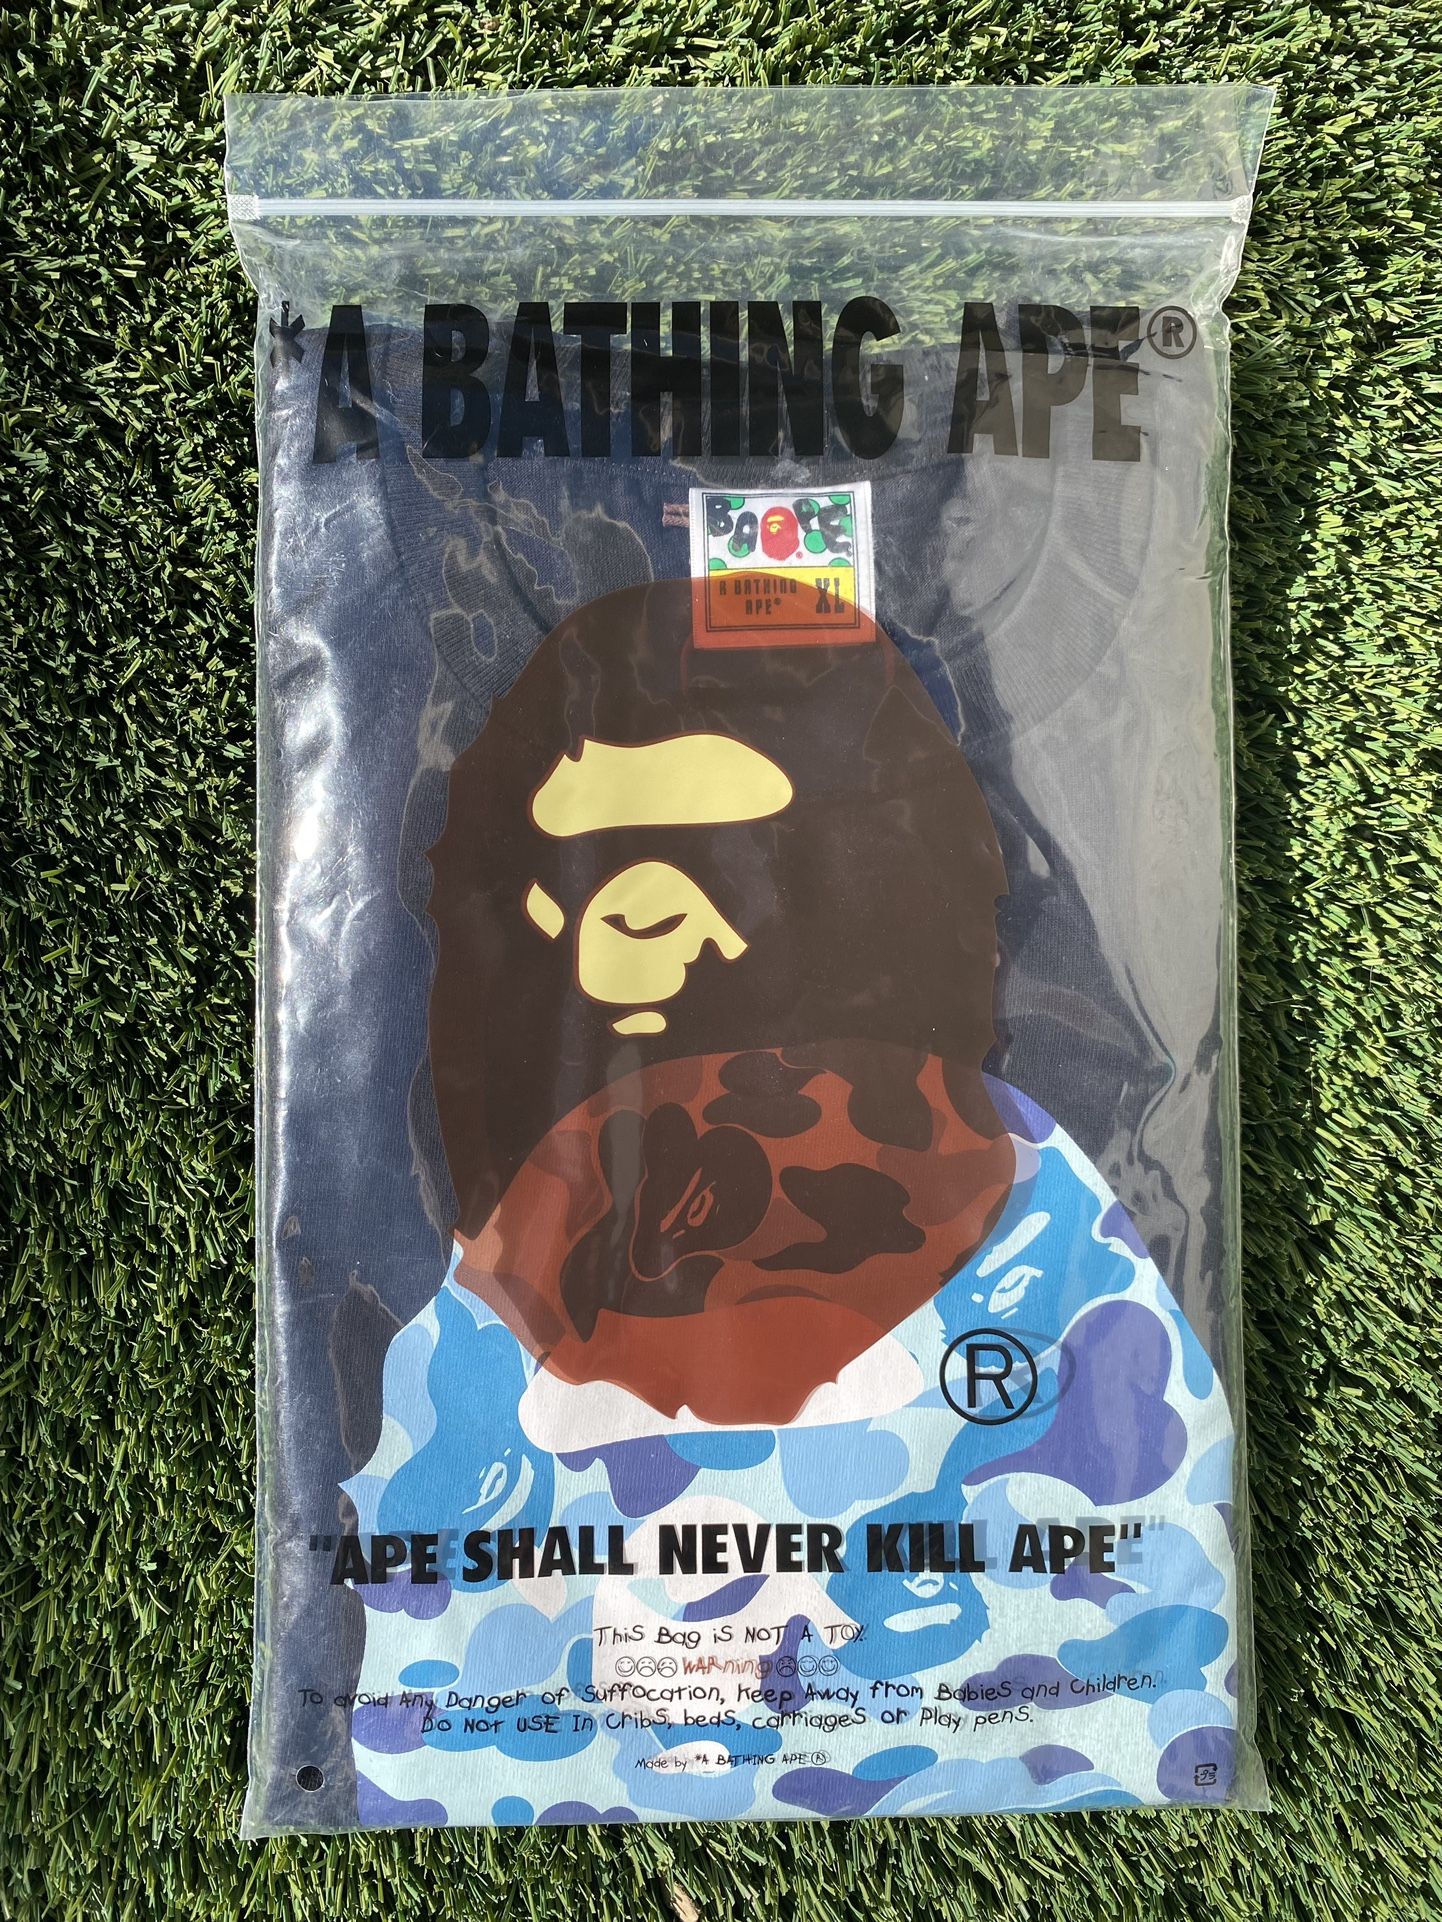 *A BATHING APE®
BAPE®
A BATHING
APE® XL
®
"APE SHALL NEVER KILL APE"
This Bag is NOT A TOY.
WARning
To avoid Any Danger of Suffocation, Keep Away from Babies and Children.
Do Not USE In Cribs, beds, carriages or Play pens.
Made by *A BATHING APE®